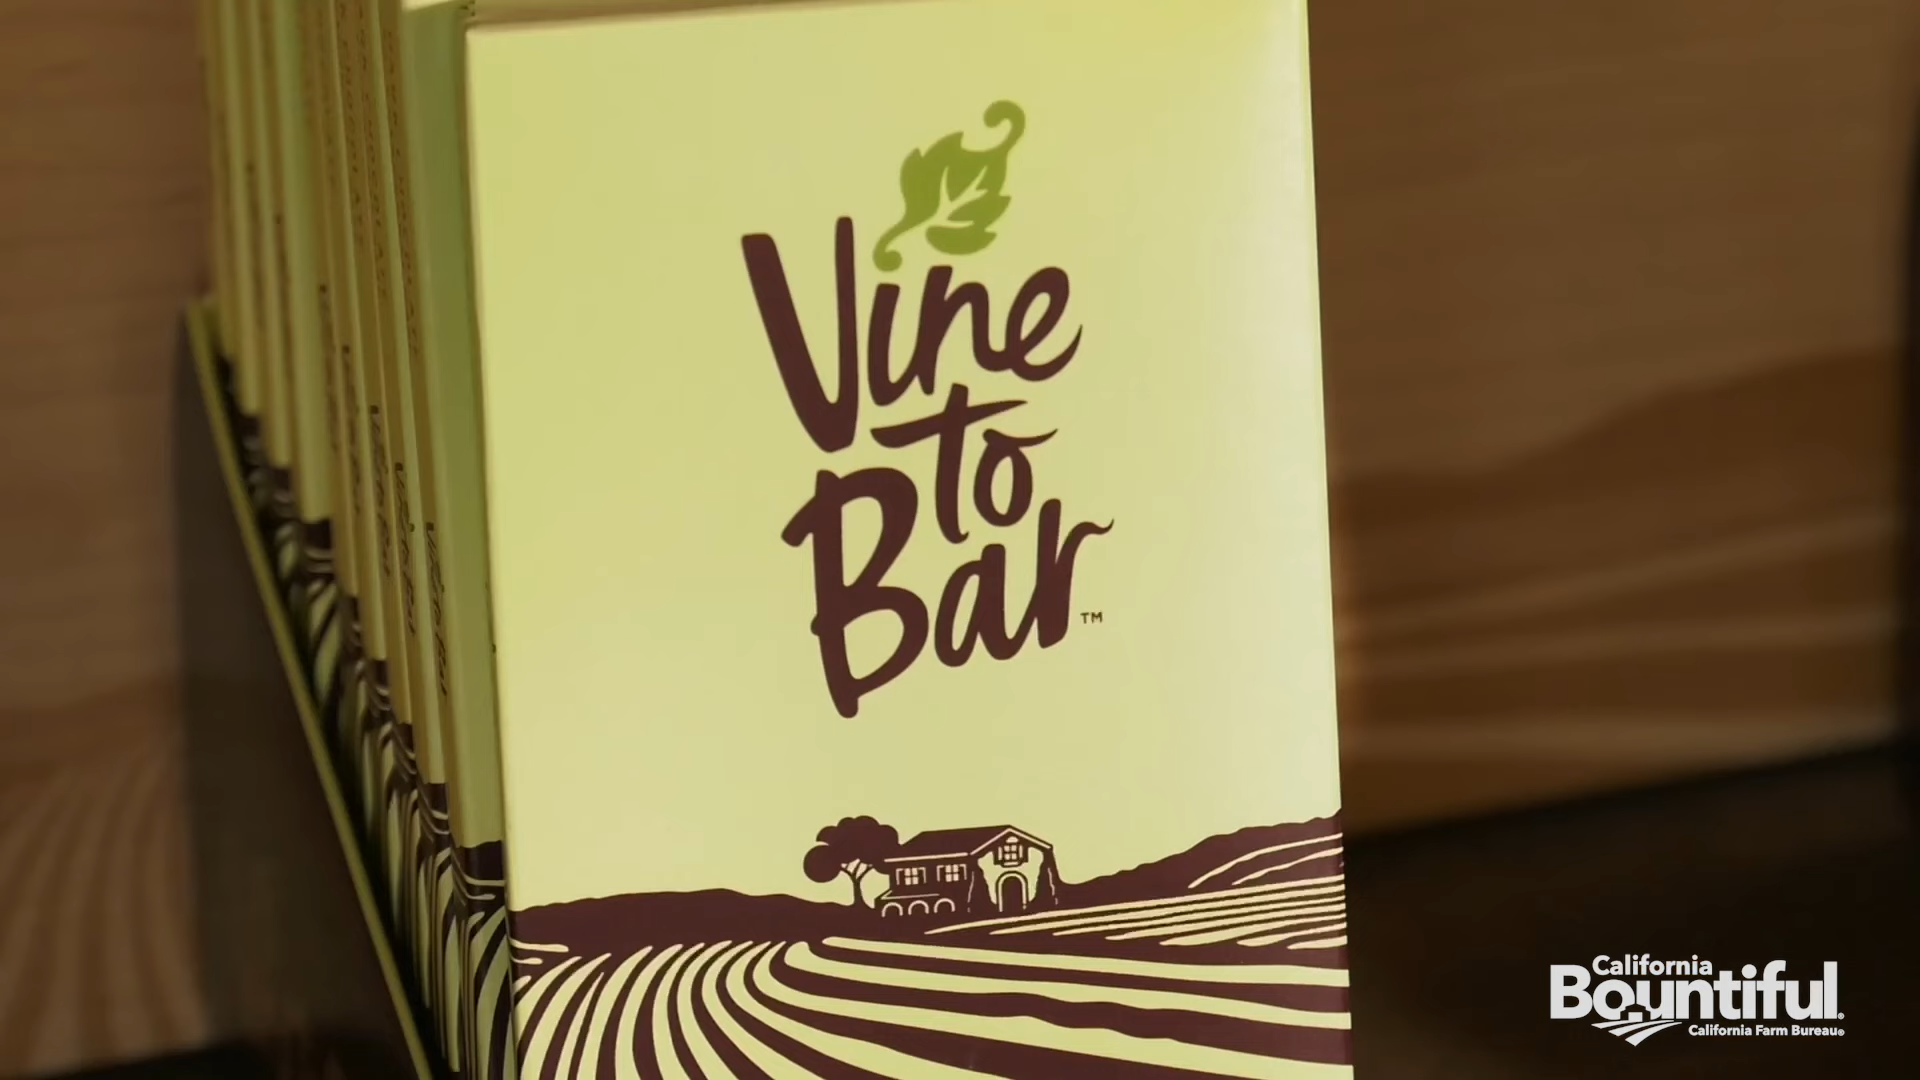 Vine
to
Bar
TM
California
Bountiful®
California Farm Bureau®